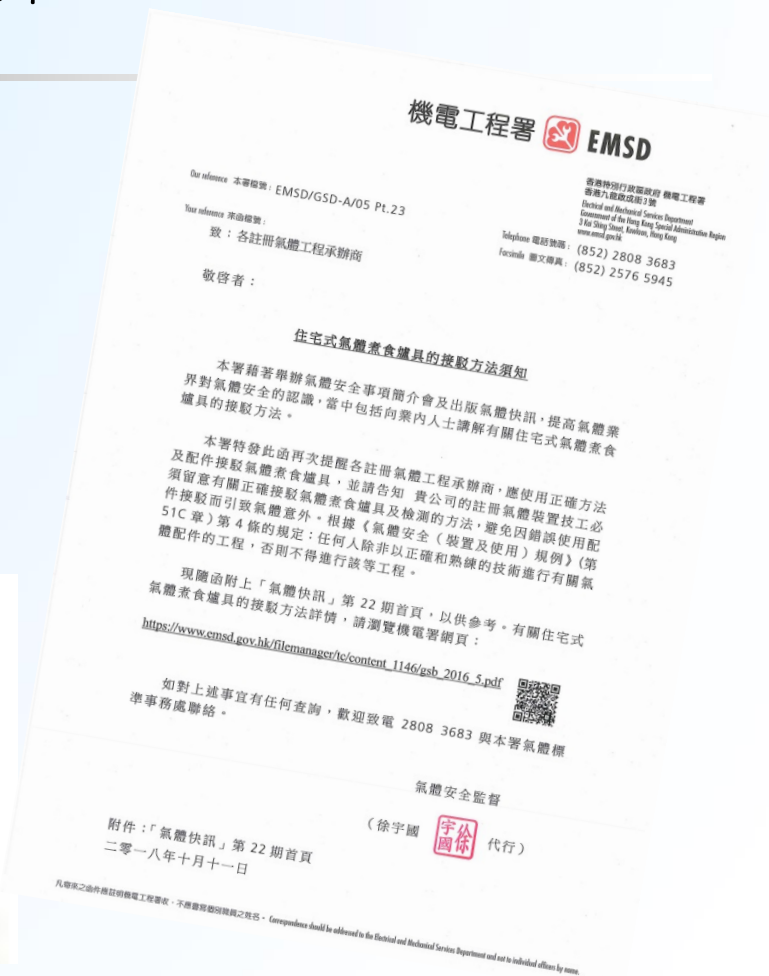 機電工程署 EMSD
Our reference 本署檔號: EMSD/GSD-A/05 Pt.23
Your reference 來函檔號:
香港特別行政區政府 機電工程署
香港九龍啟成街3號
Electrical and Mechanical Services Department
Government of the Hong Kong Special Administrative Region
3 Kai Shing Street, Kowloon, Hong Kong
www.emsd.gov.hk
Telephone 電話號碼: (852) 2808 3683
Facsimile 圖文傳真: (852) 2576 5945
致:各註冊氣體工程承辦商
敬啓者:
住宅式氣體煮食爐具的接駁方法須知
本署藉著舉辦氣體安全事項簡介會及出版氣體快訊,提高氣體業
界對氣體安全的認識,當中包括向業內人士講解有關住宅式氣體煮食
爐具的接駁方法。
本署特發此函再次提醒各註冊氣體工程承辦商,應使用正確方法
及配件接駁氣體煮食爐具,並請告知 貴公司的註冊氣體裝置技工必
須留意有關正確接駁氣體煮食爐具及檢測的方法,避免因錯誤使用配
件接駁而引致氣體意外。根據《氣體安全(裝置及使用)規例》(第
51C 章)第 4 條的規定:任何人除非以正確和熟練的技術進行有關氣
體配件的工程,否則不得進行該等工程。
現隨函附上「氣體快訊」第 22 期首頁,以供參考。有關住宅式
氣體煮食爐具的接駁方法詳情,請瀏覽機電署網頁:
https://www.emsd.gov.hk/filemanager/tc/content_1146/gsb_2016_5.pdf
如對上述事宜有任何查詢,歡迎致電 2808 3683 與本署氣體標
準事務處聯絡。
氣體安全監督
(徐宇國 徐宇國 代行)
附件:「氣體快訊」第 22 期首頁
二零一八年十月十一日
凡寄來之函件應註明機電工程署收,不應書寫個別職員之姓名。 Correspondence should be addressed to the Electrical and Mechanical Services Department and not to individual officers by name.